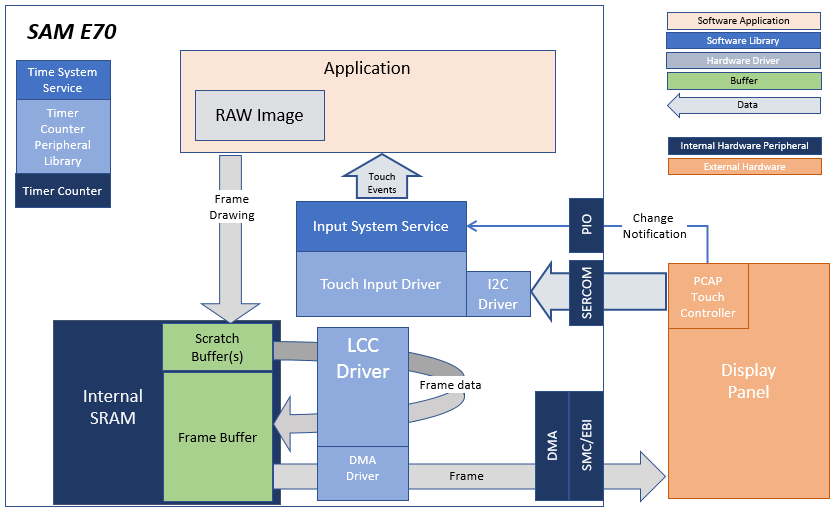 SAM E70
Time System
Service
Timer
Counter
Peripheral
Library
Timer Counter
Application
RAW Image
Software Application
Software Library
Hardware Driver
Buffer
Data
Internal Hardware Peripheral
External Hardware
Touch
Events
Frame
Drawing
Input System Service
Touch Input Driver
I2C
Driver
PIO
SERCOM
Change
Notification
PCAP
Touch
Controller
Display
Panel
Internal
SRAM
Scratch
Buffer(s)
Frame Buffer
LCC
Driver
Frame data
DMA
Driver
Frame
DMA
SMC/EBI